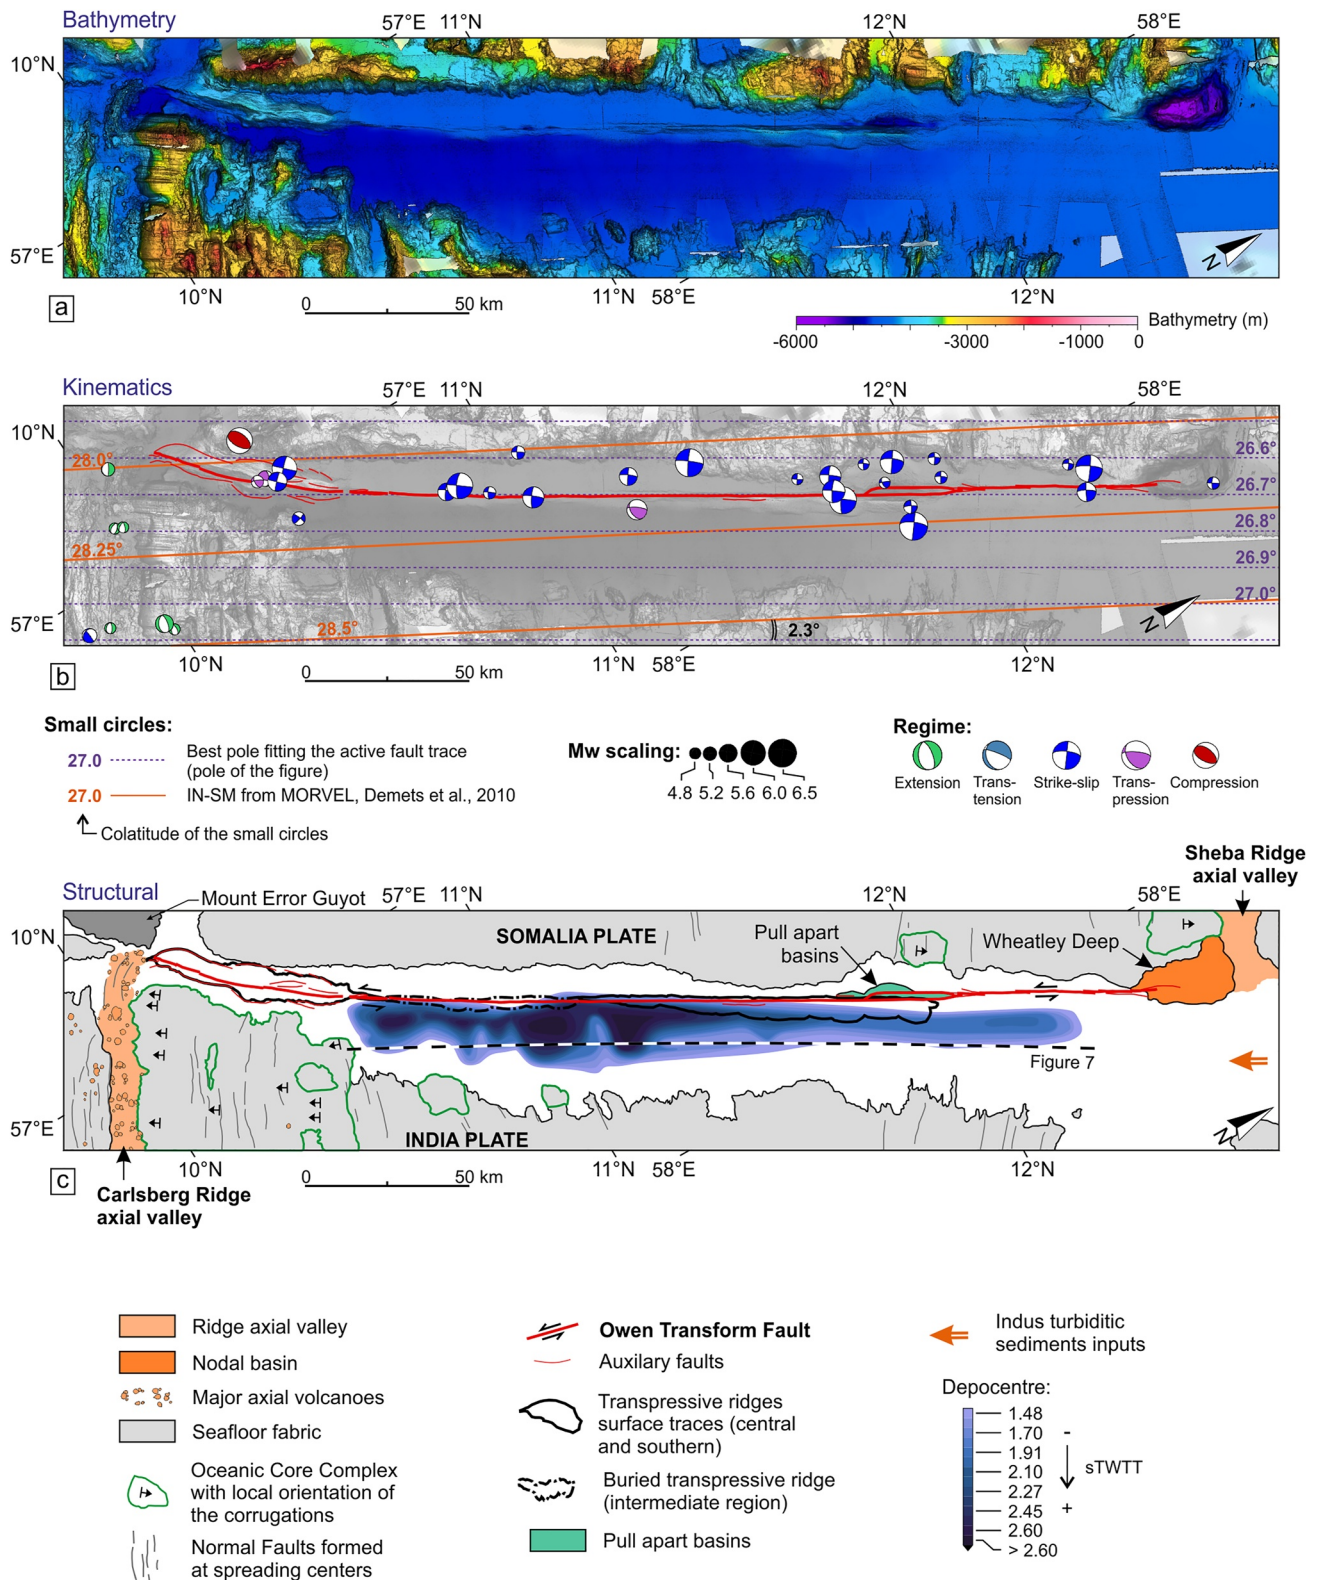 Bathymetry
57°E 11°N 12°N 58°E
10°N
57°E
N
10°N 11°N 58°E 12°N
a
0 50 km
Bathymetry (m)
-6000 -3000 -1000 0
Kinematics
57°E 11°N 12°N 58°E
10°N
28.0°
26.6°
26.7°
26.8°
28.25°
26.9°
27.0°
57°E
28.5°
2.3°
N
10°N 11°N 58°E 12°N
b
0 50 km
Small circles:
27.0
Best pole fitting the active fault trace
(pole of the figure)
27.0
IN-SM from MORVEL, Demets et al., 2010
Colatitude of the small circles
Mw scaling:
4.8 5.2 5.6 6.0 6.5
Regime:
Extension
Trans-
tension
Strike-slip
Trans-
pression
Compression
Sheba Ridge
axial valley
Structural
Mount Error Guyot
57°E 11°N 12°N 58°E
10°N
SOMALIA PLATE
Pull apart
basins
Wheatley Deep
Figure 7
57°E
INDIA PLATE
N
10°N 11°N 58°E 12°N
c
0 50 km
Carlsberg Ridge
axial valley
Ridge axial valley
Nodal basin
Major axial volcanoes
Seafloor fabric
Oceanic Core Complex
with local orientation of
the corrugations
Normal Faults formed
at spreading centers
Owen Transform Fault
Auxilary faults
Transpressive ridges
surface traces (central
and southern)
Buried transpressive ridge
(intermediate region)
Pull apart basins
Indus turbiditic
sediments inputs
Depocentre:
1.48
1.70 -
1.91
2.10 sTWTT
2.27
2.45 +
2.60
> 2.60